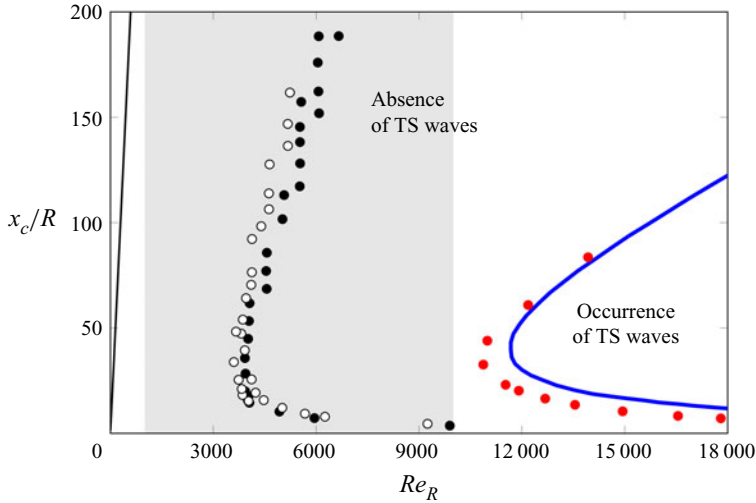 200
150
100
50
0
x_c/R
Absence
of TS waves
Occurrence
of TS waves
3000
6000
9000
12 000
15 000
18 000
Re_R